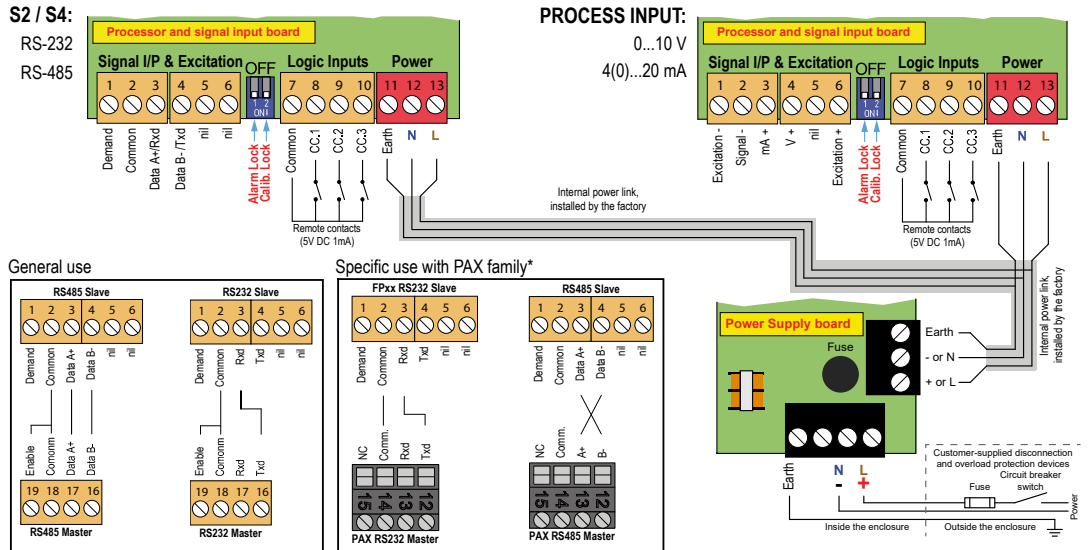 S2 / S4:
RS-232
RS-485
Processor and signal input board
Signal I/P & Excitation
OFF
Logic Inputs
Power
1 2 3 4 5 6
1 2
ON
7 8 9 10
11 12 13
Demand
Common
Data A+/Rxd
Data B- /Txd
nil
nil
Alarm Lock
Calib. Lock
Common
CC.1
CC.2
CC.3
Earth
N
L
Remote contacts
(5V DC 1mA)
Internal power link,
installed by the factory
PROCESS INPUT:
0...10 V
4(0)...20 mA
Processor and signal input board
Signal I/P & Excitation
OFF
Logic Inputs
Power
1 2 3 4 5 6
1 2
ON
7 8 9 10
11 12 13
Excitation -
Signal -
mA +
V +
nil
Excitation +
Alarm Lock
Calib. Lock
Common
CC.1
CC.2
CC.3
Earth
N
L
Remote contacts
(5V DC 1mA)
Internal power link,
installed by the factory
General use
RS485 Slave
1 2 3 4 5 6
Demand
Common
Data A+
Data B-
nil
nil
Enable
Comonm
Data A+
Data B-
19 18 17 16
RS485 Master
RS232 Slave
1 2 3 4 5 6
Demand
Common
Rxd
Txd
nil
nil
Enable
Comonm
Rxd
Txd
19 18 17 16
RS232 Master
Specific use with PAX family*
FPxx RS232 Slave
1 2 3 4 5 6
Demand
Common
Rxd
Txd
nil
nil
NC
Comm.
Rxd
Txd
15 14 13 12
PAX RS232 Master
RS485 Slave
1 2 3 4 5 6
Demand
Common
Data A+
Data B-
nil
nil
NC
Comm.
A+
B-
15 14 13 12
PAX RS485 Master
Power Supply board
Fuse
Earth
- or N
+ or L
Earth
N
-
L
+
Customer-supplied disconnection
and overload protection devices
Circuit breaker
switch
Fuse
Power
Inside the enclosure
Outside the enclosure